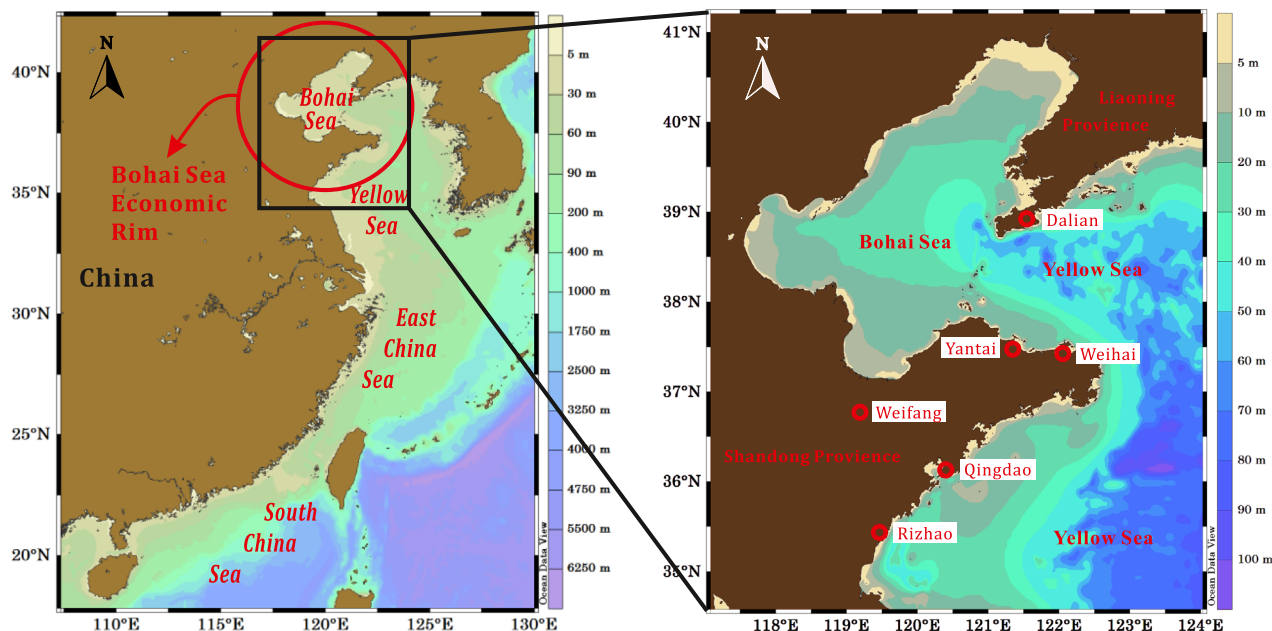 N
Bohai
Sea
Bohai Sea
Economic
Rim
Yellow
Sea
China
East
China
Sea
South
China
Sea
40°N
35°N
30°N
25°N
20°N
110°E
115°E
120°E
125°E
130°E
5 m
30 m
60 m
90 m
200 m
400 m
1000 m
1750 m
2500 m
3250 m
4000 m
4750 m
5500 m
6250 m
Ocean Data View
N
Liaoning
Provience
Dalian
Bohai Sea
Yellow Sea
Yantai
Weihai
Weifang
Shandong Provience
Qingdao
Rizhao
Yellow Sea
41°N
40°N
39°N
38°N
37°N
36°N
35°N
118°E
119°E
120°E
121°E
122°E
123°E
124°E
5 m
10 m
20 m
30 m
40 m
50 m
60 m
70 m
80 m
90 m
100 m
Ocean Data View